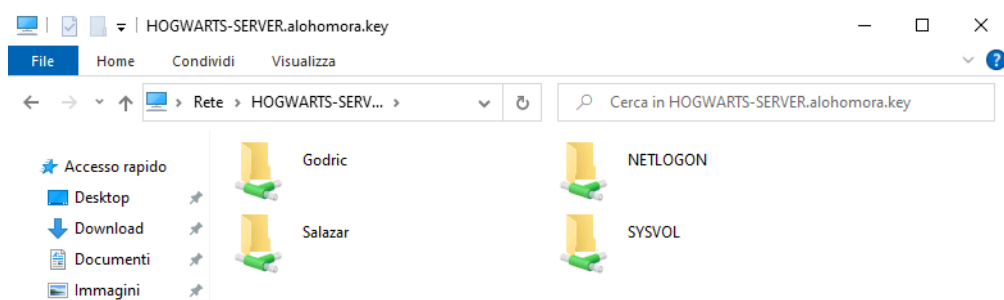 HOGWARTS-SERVER.alohomora.key
File Home Condividi Visualizza
Rete HOGWARTS-SERV... Cerca in HOGWARTS-SERVER.alohomora.key
Accesso rapido
Godric NETLOGON
Desktop
Download
Salazar SYSVOL
Documenti
Immagini